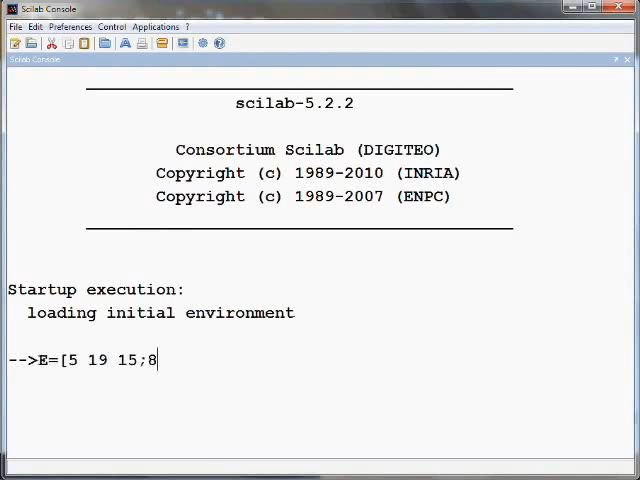 Scilab Console
File Edit Preferences Control Applications ?
Scilab Console
scilab-5.2.2
Consortium Scilab (DIGITEO)
Copyright (c) 1989-2010 (INRIA)
Copyright (c) 1989-2007 (ENPC)
Startup execution:
loading initial environment
-->E=[5 19 15;8